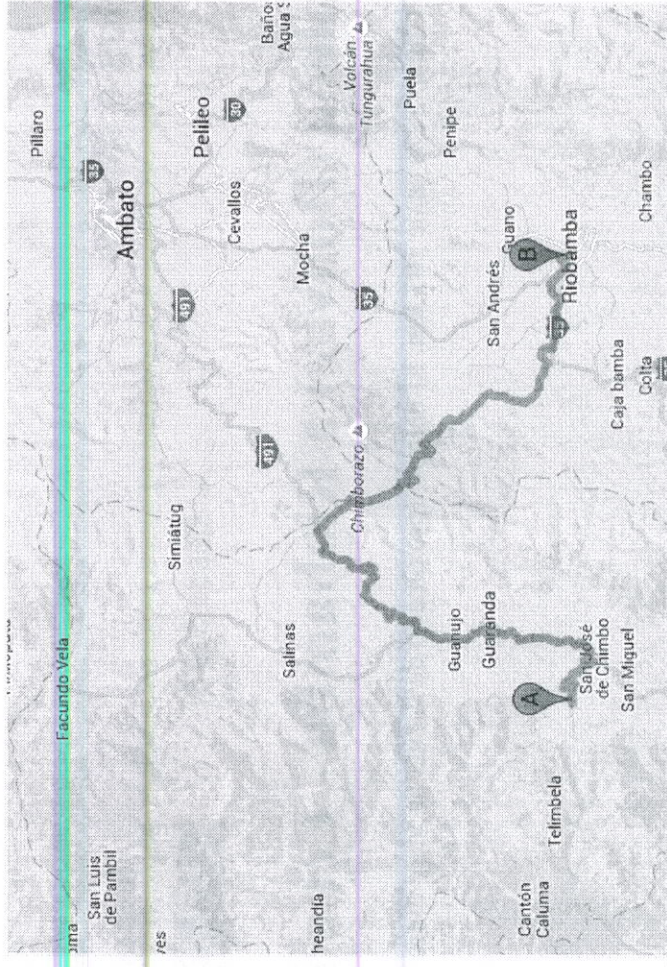 Facundo Vela
Píllaro
35
San Luis
de Pambil
Ambato
Simiátug
491
Pelileo
30
Cevallos
491
Salinas
Mocha
Chimborazo
35
Volcán
Tungurahua
Puela
Guanujo
Penipe
Guaranda
San Andrés
Guano
A
B
Cantón
Caluma
Telimbela
San José
de Chimbo
San Miguel
35
Riobamba
Caja bamba
Colta
Chambo